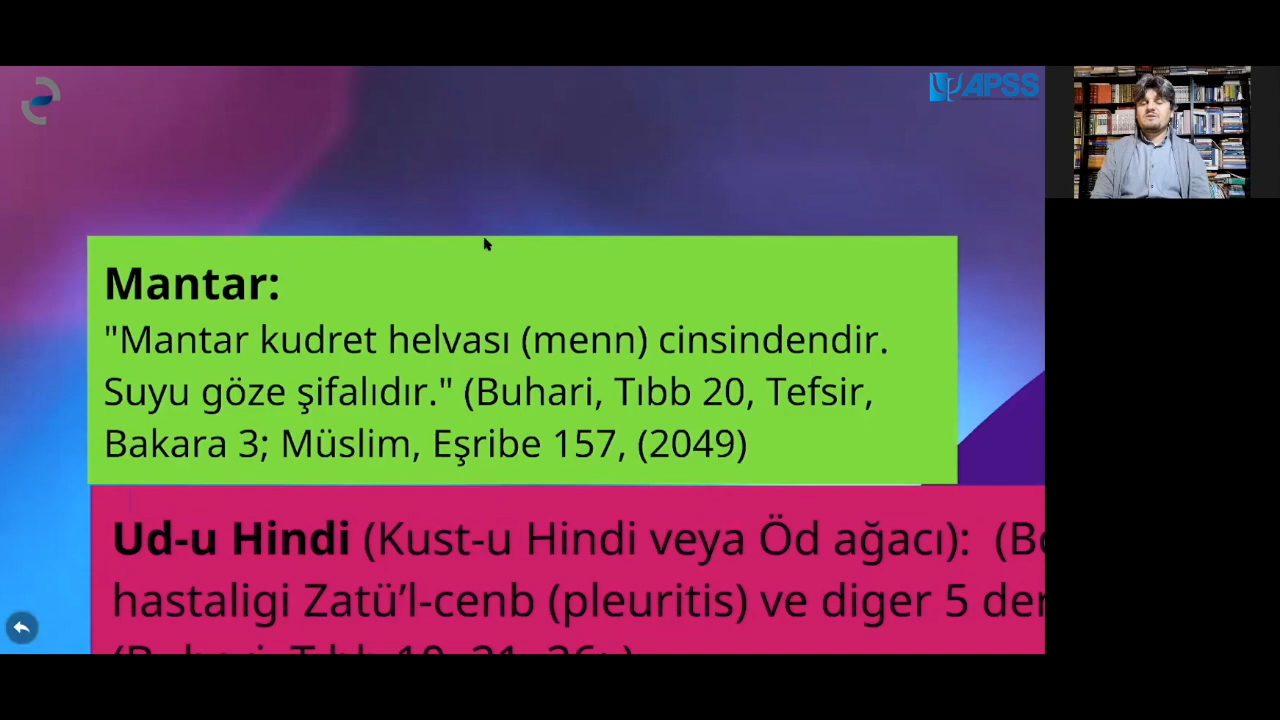 APSS
Mantar:
"Mantar kudret helvası (menn) cinsindendir.
Suyu göze şifalıdır." (Buhari, Tıbb 20, Tefsir,
Bakara 3; Müslim, Eşribe 157, (2049)
Ud-u Hindi (Kust-u Hindi veya Öd ağacı):
hastaligi Zatü’l-cenb (pleuritis) ve diger 5